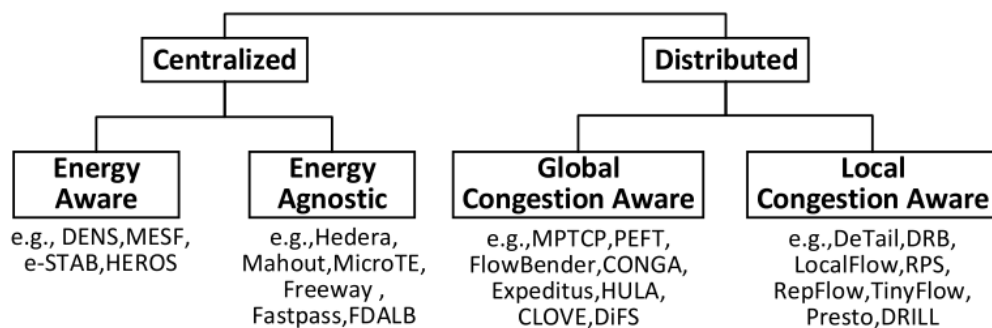 Centralized
Distributed
Energy
Aware
e.g., DENS,MESF,
e-STAB,HEROS
Energy
Agnostic
e.g.,Hedera,
Mahout,MicroTE,
Freeway ,
Fastpass,FDALB
Global
Congestion Aware
e.g.,MPTCP,PEFT,
FlowBender,CONGA,
Expeditus,HULA,
CLOVE,DiFS
Local
Congestion Aware
e.g.,DeTail,DRB,
LocalFlow,RPS,
RepFlow,TinyFlow,
Presto,DRILL